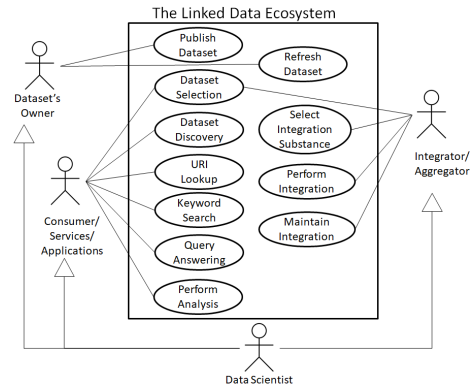 The Linked Data Ecosystem
Publish
Dataset
Refresh
Dataset
Dataset's
Owner
Dataset
Selection
Select
Integration
Substance
Dataset
Discovery
Integrator/
Aggregator
URI
Lookup
Perform
Integration
Consumer/
Services/
Applications
Keyword
Search
Maintain
Integration
Query
Answering
Perform
Analysis
Data Scientist